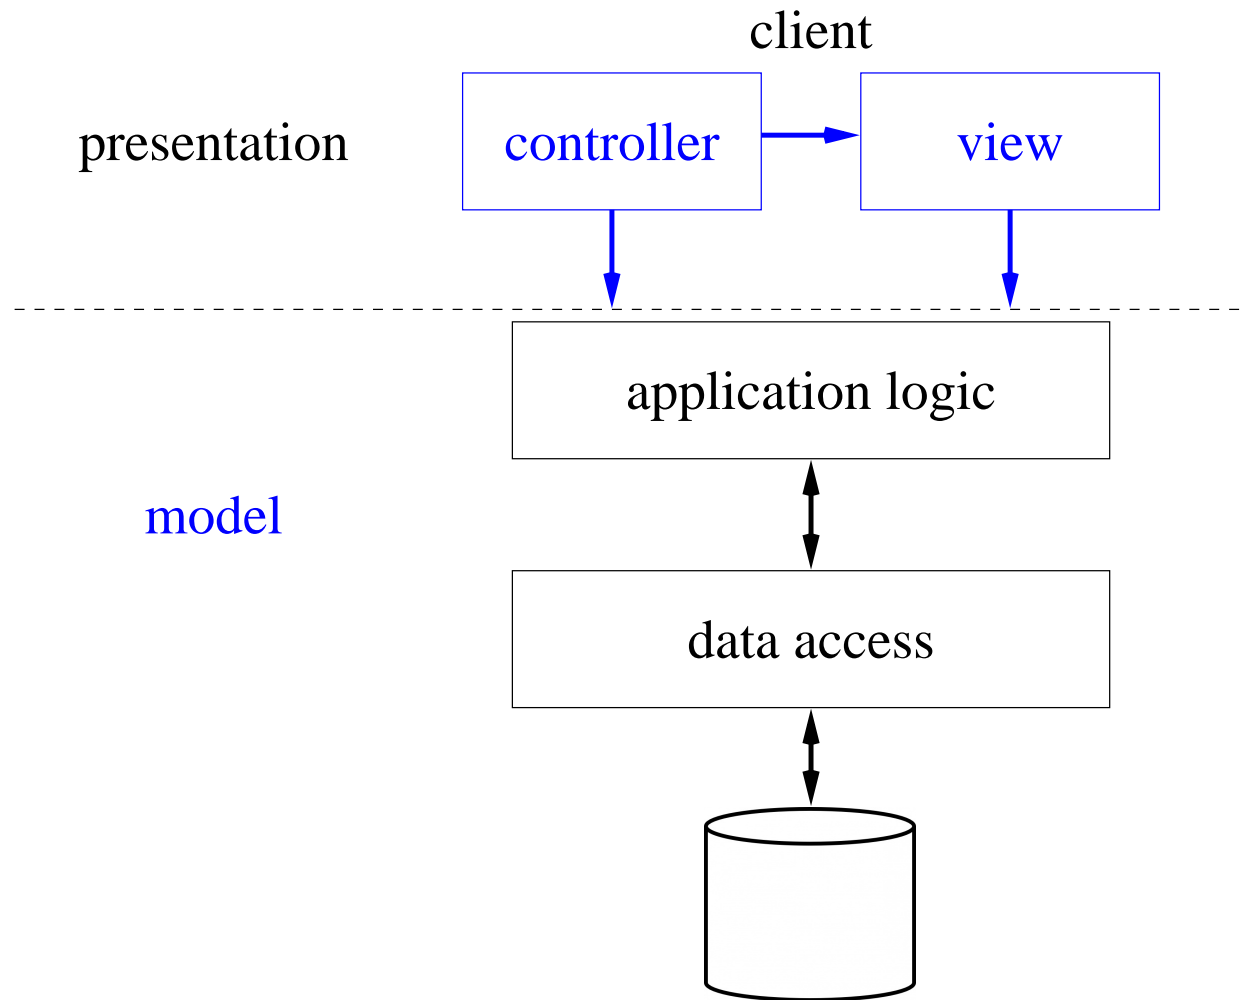 client
presentation
controller
view
application logic
model
data access